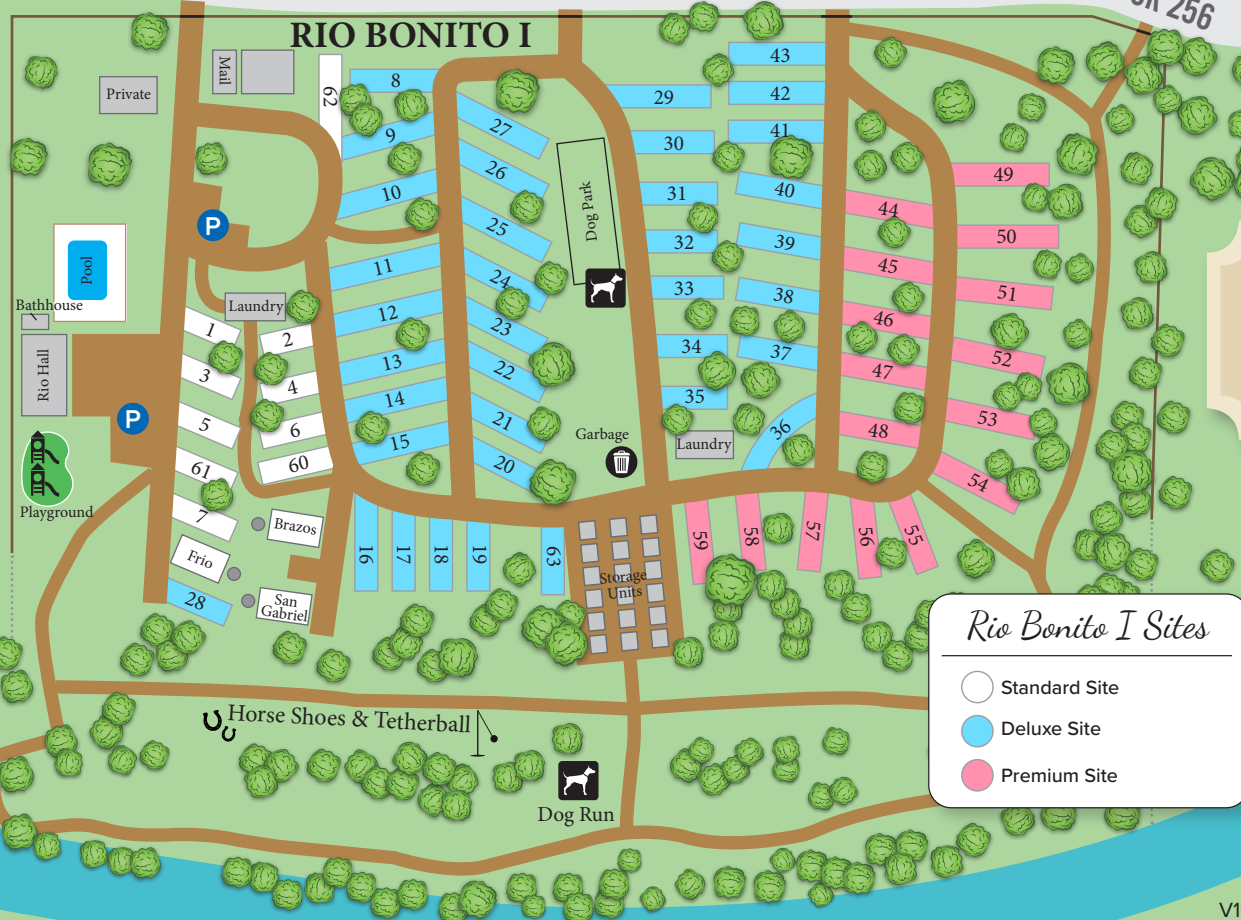 CR 256
RIO BONITO I
Mail
Private
62
8
9
10
11
12
13
14
15
27
26
25
24
23
22
21
20
Dog Park
29
30
31
32
33
34
35
43
42
41
40
39
38
37
36
44
45
46
47
48
49
50
51
52
53
54
P
Pool
Bathhouse
Rio Hall
P
Laundry
1
2
3
4
5
6
61
60
7
Playground
Garbage
Laundry
Brazos
Frio
28
San
Gabriel
16
17
18
19
63
Storage
Units
59
58
57
56
55
Horse Shoes & Tetherball
Dog Run
Rio Bonito I Sites
Standard Site
Deluxe Site
Premium Site
V1